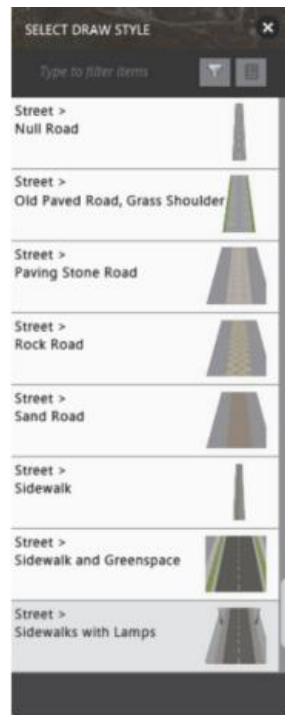 SELECT DRAW STYLE
Type to filter items
Street >
Null Road
Street >
Old Paved Road, Grass Shoulder
Street >
Paving Stone Road
Street >
Rock Road
Street >
Sand Road
Street >
Sidewalk
Street >
Sidewalk and Greenspace
Street >
Sidewalks with Lamps